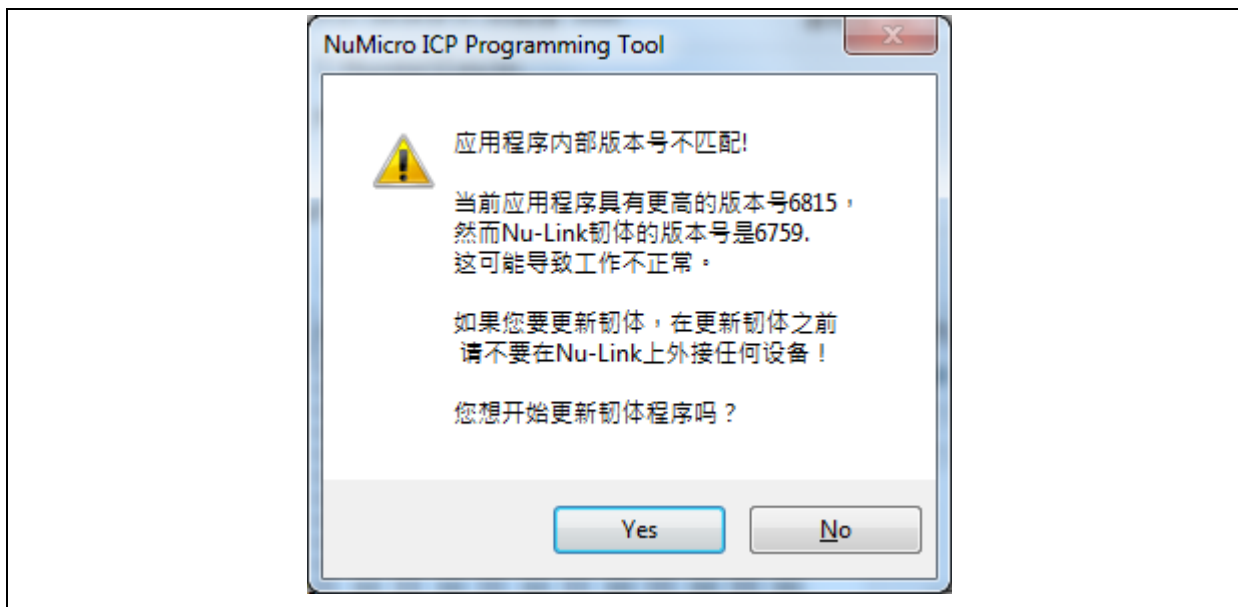 NuMicro ICP Programming Tool
应用程序内部版本号不匹配!
当前应用程序具有更高的版本号6815，
然而Nu-Link韧体的版本号是6759.
这可能导致工作不正常。
如果您要更新韧体，在更新韧体之前
请不要在Nu-Link上外接任何设备！
您想开始更新韧体程序吗？
Yes
No